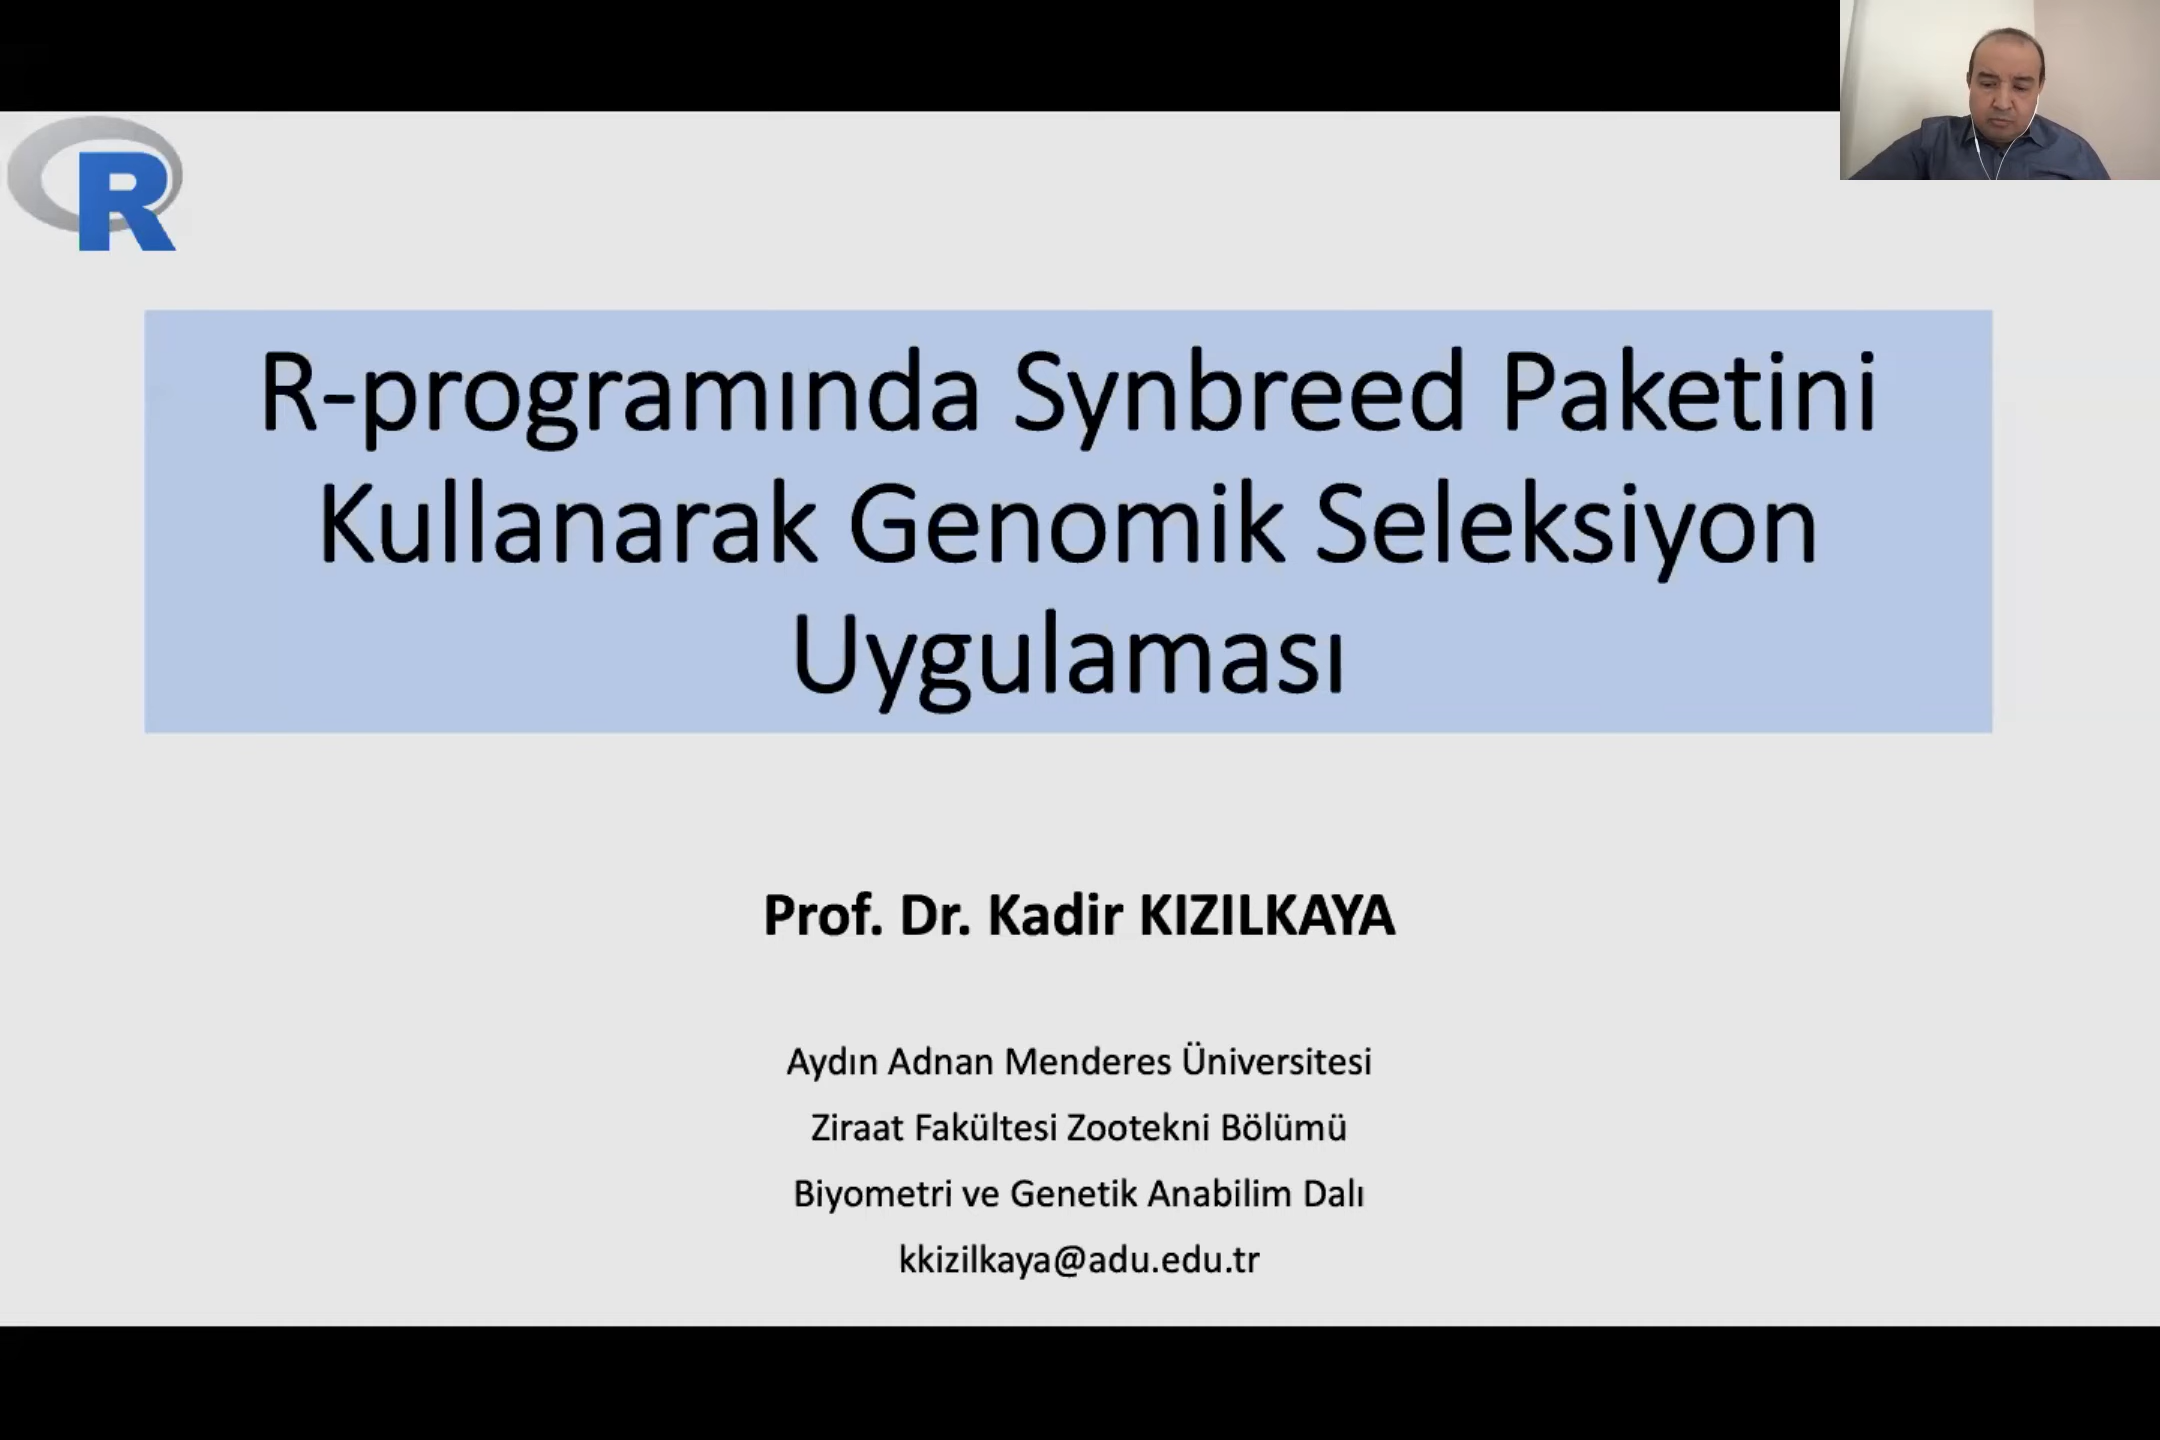 R
R-programında Synbreed Paketini
Kullanarak Genomik Seleksiyon
Uygulaması
Prof. Dr. Kadir KIZILKAYA
Aydın Adnan Menderes Üniversitesi
Ziraat Fakültesi Zootekni Bölümü
Biyometri ve Genetik Anabilim Dalı
kkizilkaya@adu.edu.tr